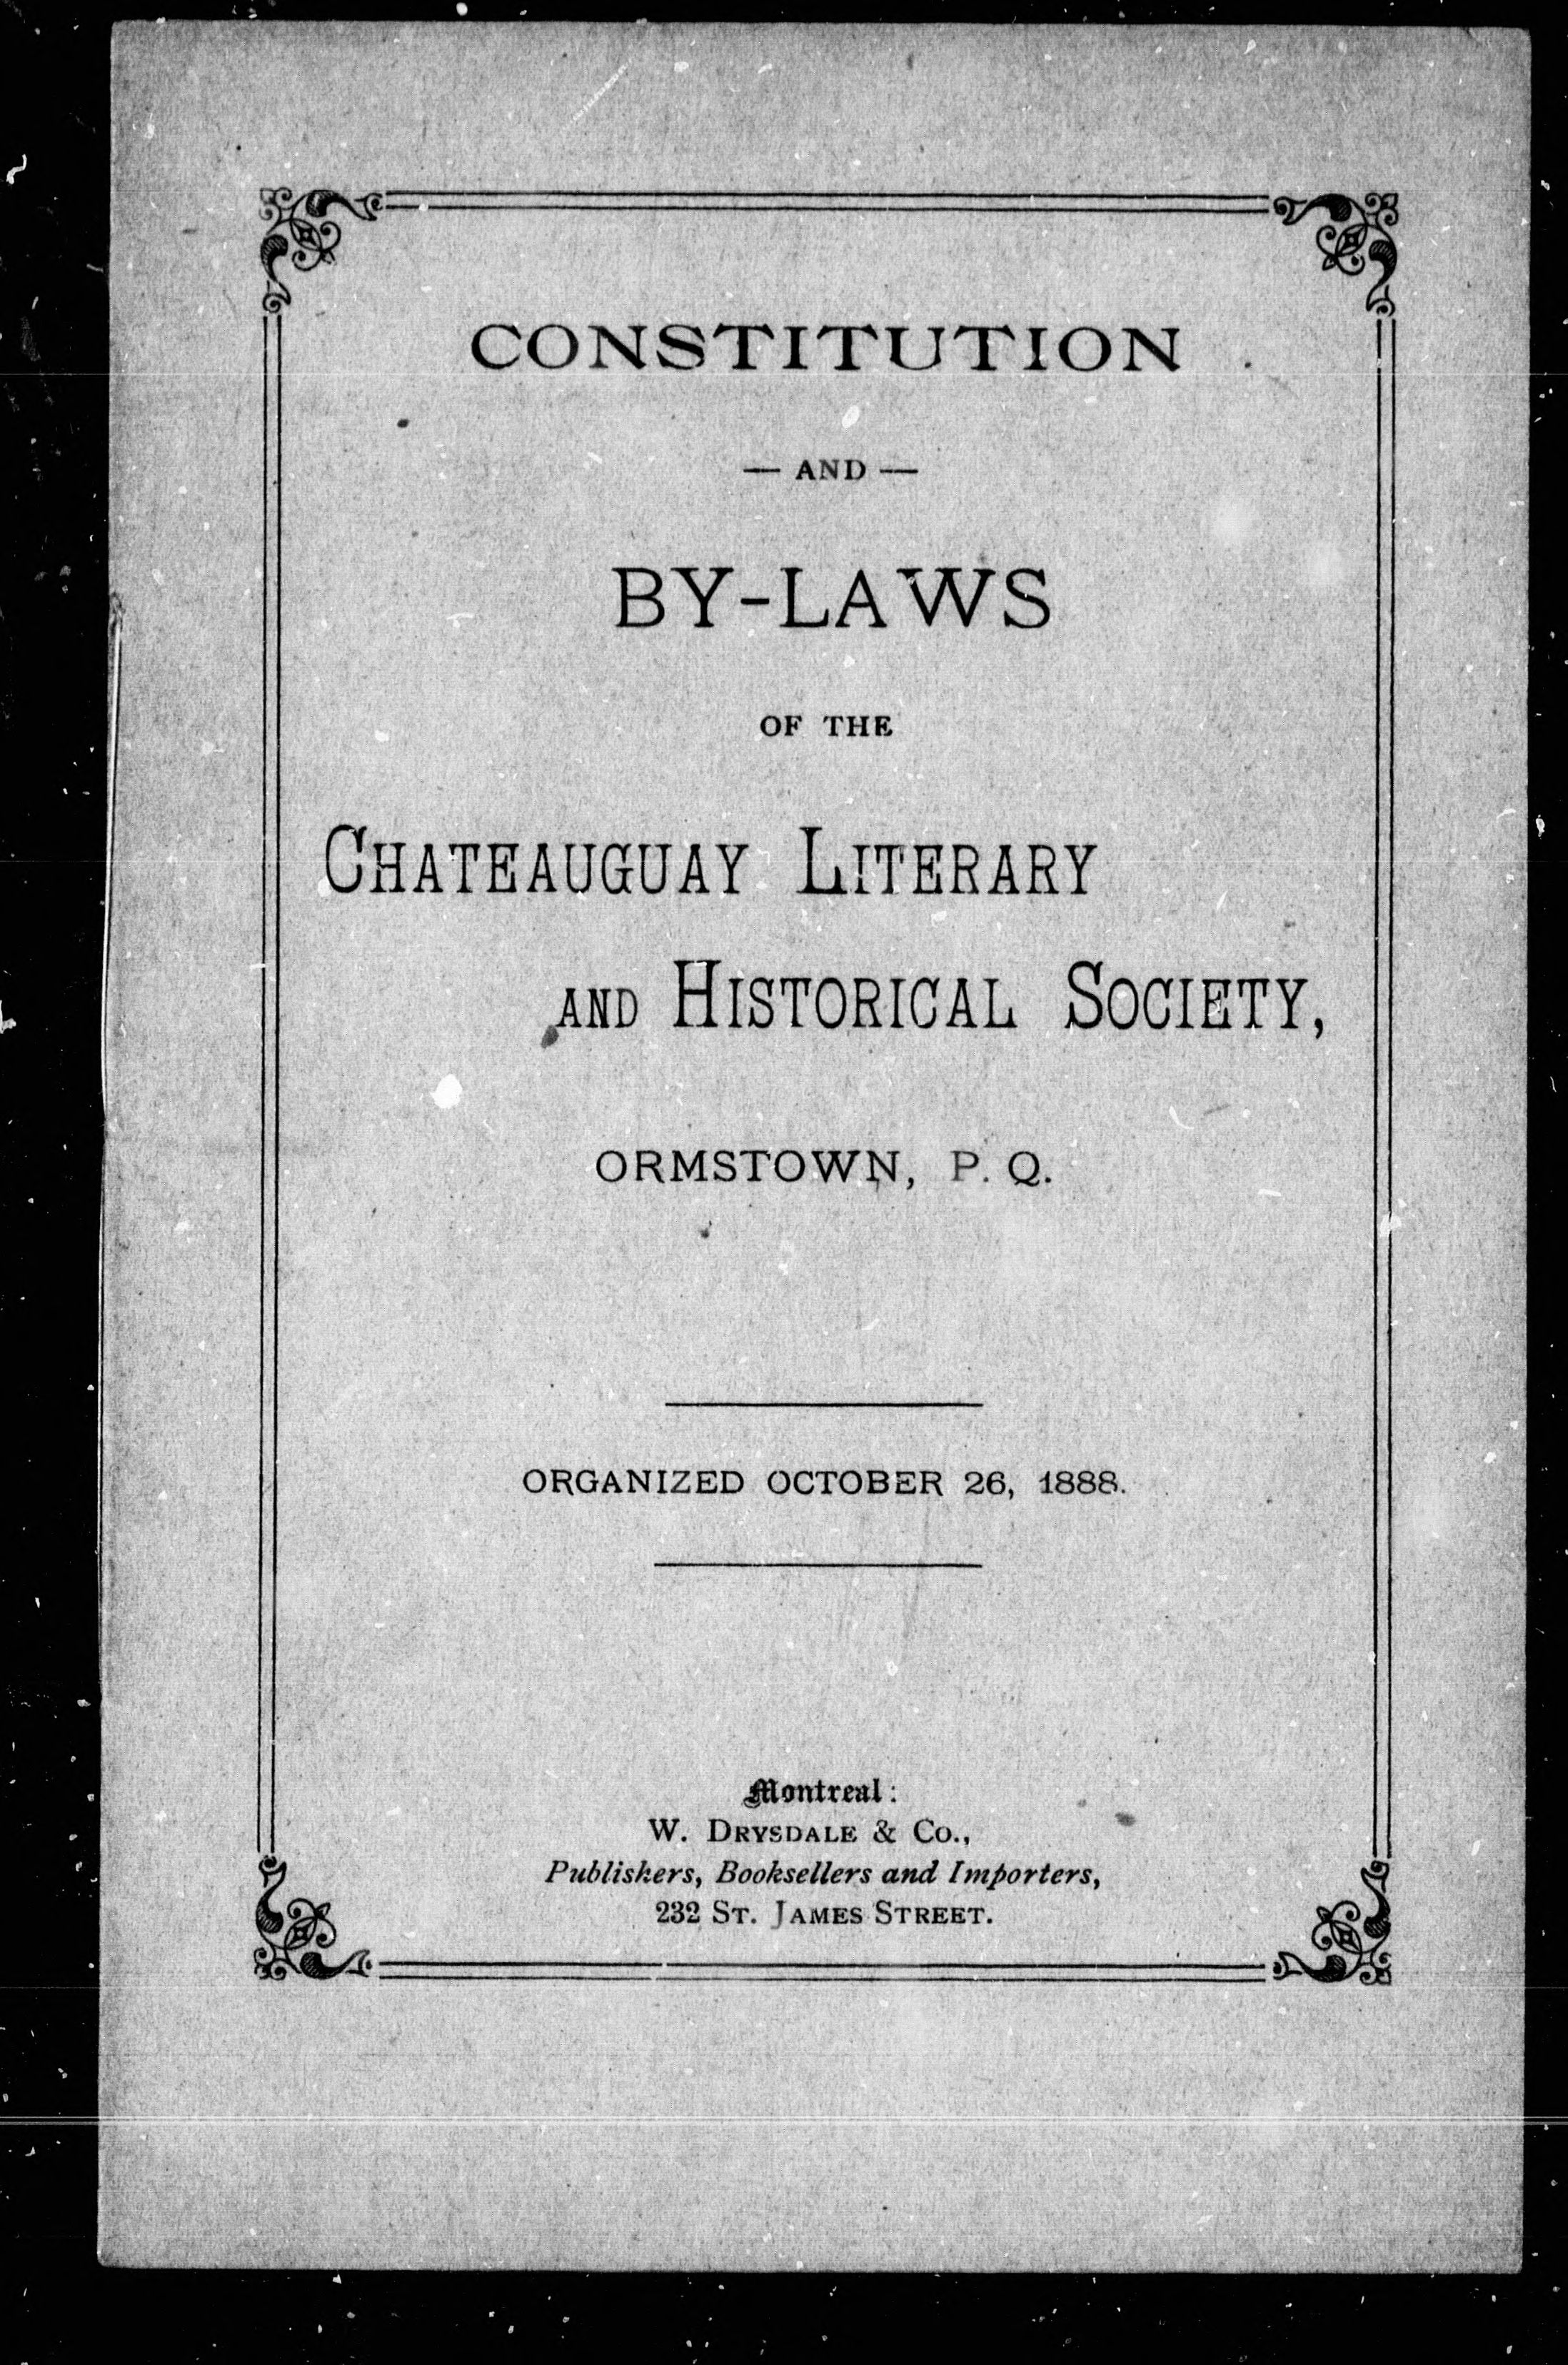 CONSTITUTION
— AND —
BY-LAWS
OF THE
CHATEAUGUAY LITERARY
AND HISTORICAL SOCIETY,
ORMSTOWN, P. Q.
ORGANIZED OCTOBER 26, 1888.
Montreal:
W. DRYSDALE & CO.,
Publishers, Booksellers and Importers,
232 ST. JAMES STREET.